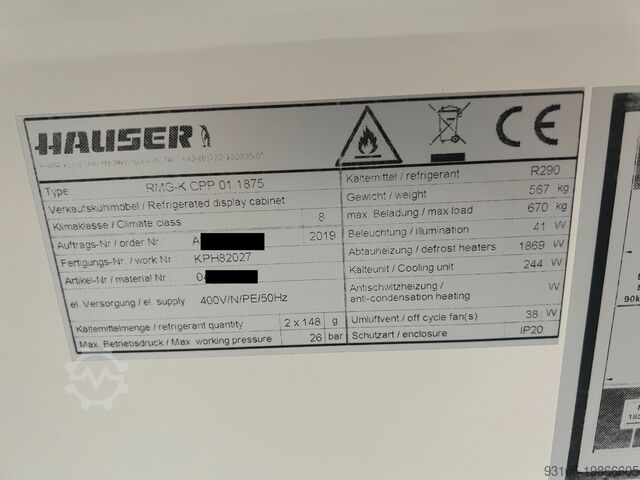 HAUSER
CE
Type RMG-K CPP 01 1875
Verkaufskühlmöbel / Refrigerated display cabinet
Klimaklasse / Climate class 8
Auftrags-Nr / order Nr.: A 2019
Fertigungs-Nr. / work Nr.: KPH82027
Artikel-Nr / material Nr.: 04
el. Versorgung / el. supply 400V/N/PE/50Hz
Kältemittelmenge / refrigerant quantity 2 x 148 g
Max. Betriebsdruck / Max. working pressure 26 bar
Kältemittel / refrigerant R290
Gewicht / weight 567 kg
max. Beladung / max load 670 kg
Beleuchtung / illumination 41 W
Abtauheizung / defrost heaters 1869 W
Kälteunit / Cooling unit 244 W
Antischwitzheizung /
anti-condensation heating W
Umluftvent. / off cycle fan(s) 38 W
Schutzart / enclosure IP20
93105-19866605